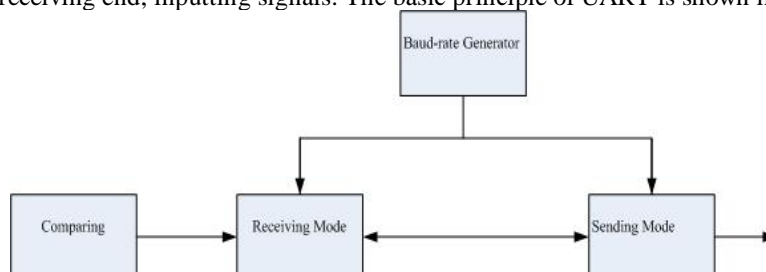 receiving end, inputting signals. The basic principle of UART is shown
Baud-rate Generator
Comparing
Receiving Mode
Sending Mode